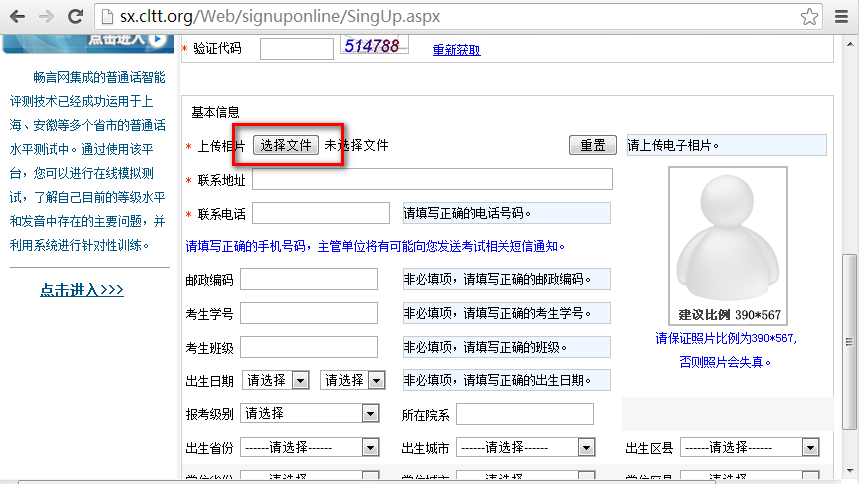 sx.cltt.org/Web/signuponline/SingUp.aspx
点击进入
畅言网集成的普通话智能
评测技术已经成功运用于上
海、安徽等多个省市的普通话
水平测试中。通过使用该平
台，您可以进行在线模拟测
试，了解自己目前的等级水平
和发音中存在的主要问题，并
利用系统进行针对性训练。
点击进入>>>
* 验证代码 514788 重新获取
基本信息
* 上传相片 选择文件 未选择文件 重置 请上传电子相片。
* 联系地址
* 联系电话 请填写正确的电话号码。
请填写正确的手机号码，主管单位将有可能向您发送考试相关短信通知。
建议比例 390*567
请保证照片比例为390*567,
否则照片会失真。
邮政编码 非必填项，请填写正确的邮政编码。
考生学号 非必填项，请填写正确的考生学号。
考生班级 非必填项，请填写正确的班级。
出生日期 请选择 请选择 非必填项，请填写正确的出生日期。
报考级别 请选择 所在院系
出生省份 ------请选择------ 出生城市 ------请选择------ 出生区县 ------请选择------